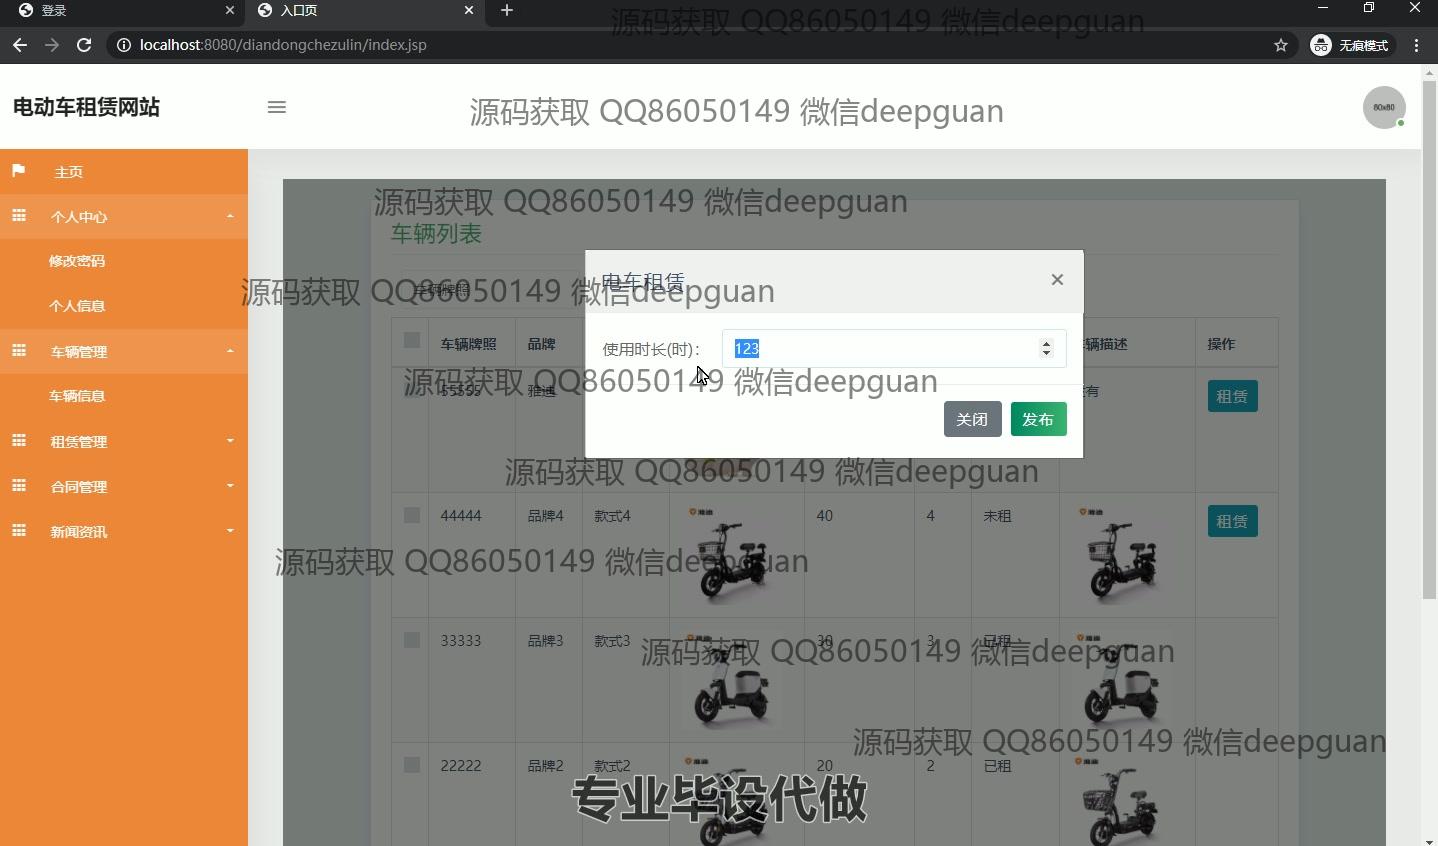 登录
入口页
localhost:8080/diandongchezulin/index.jsp
无痕模式
源码获取 QQ86050149 微信deepguan
电动车租赁网站
源码获取 QQ86050149 微信deepguan
60x60
主页
个人中心
修改密码
个人信息
车辆管理
车辆信息
租赁管理
合同管理
新闻资讯
源码获取 QQ86050149 微信deepguan
车辆列表
电车租赁
×
源码获取 QQ86050149 微信deepguan
车辆牌照
使用时长(时): 123
关闭 发布
车辆牌照 品牌 辆描述 操作
源码获取 QQ86050149 微信deepguan
55555 雅迪 有 租赁
源码获取 QQ86050149 微信deepguan
44444 品牌4 款式4 40 4 未租 租赁
源码获取 QQ86050149 微信deepguan
33333 品牌3 款式3 30 3 已租
源码获取 QQ86050149 微信deepguan
源码获取 QQ86050149 微信deepguan
22222 品牌2 款式2 20 2 已租
专业毕设代做